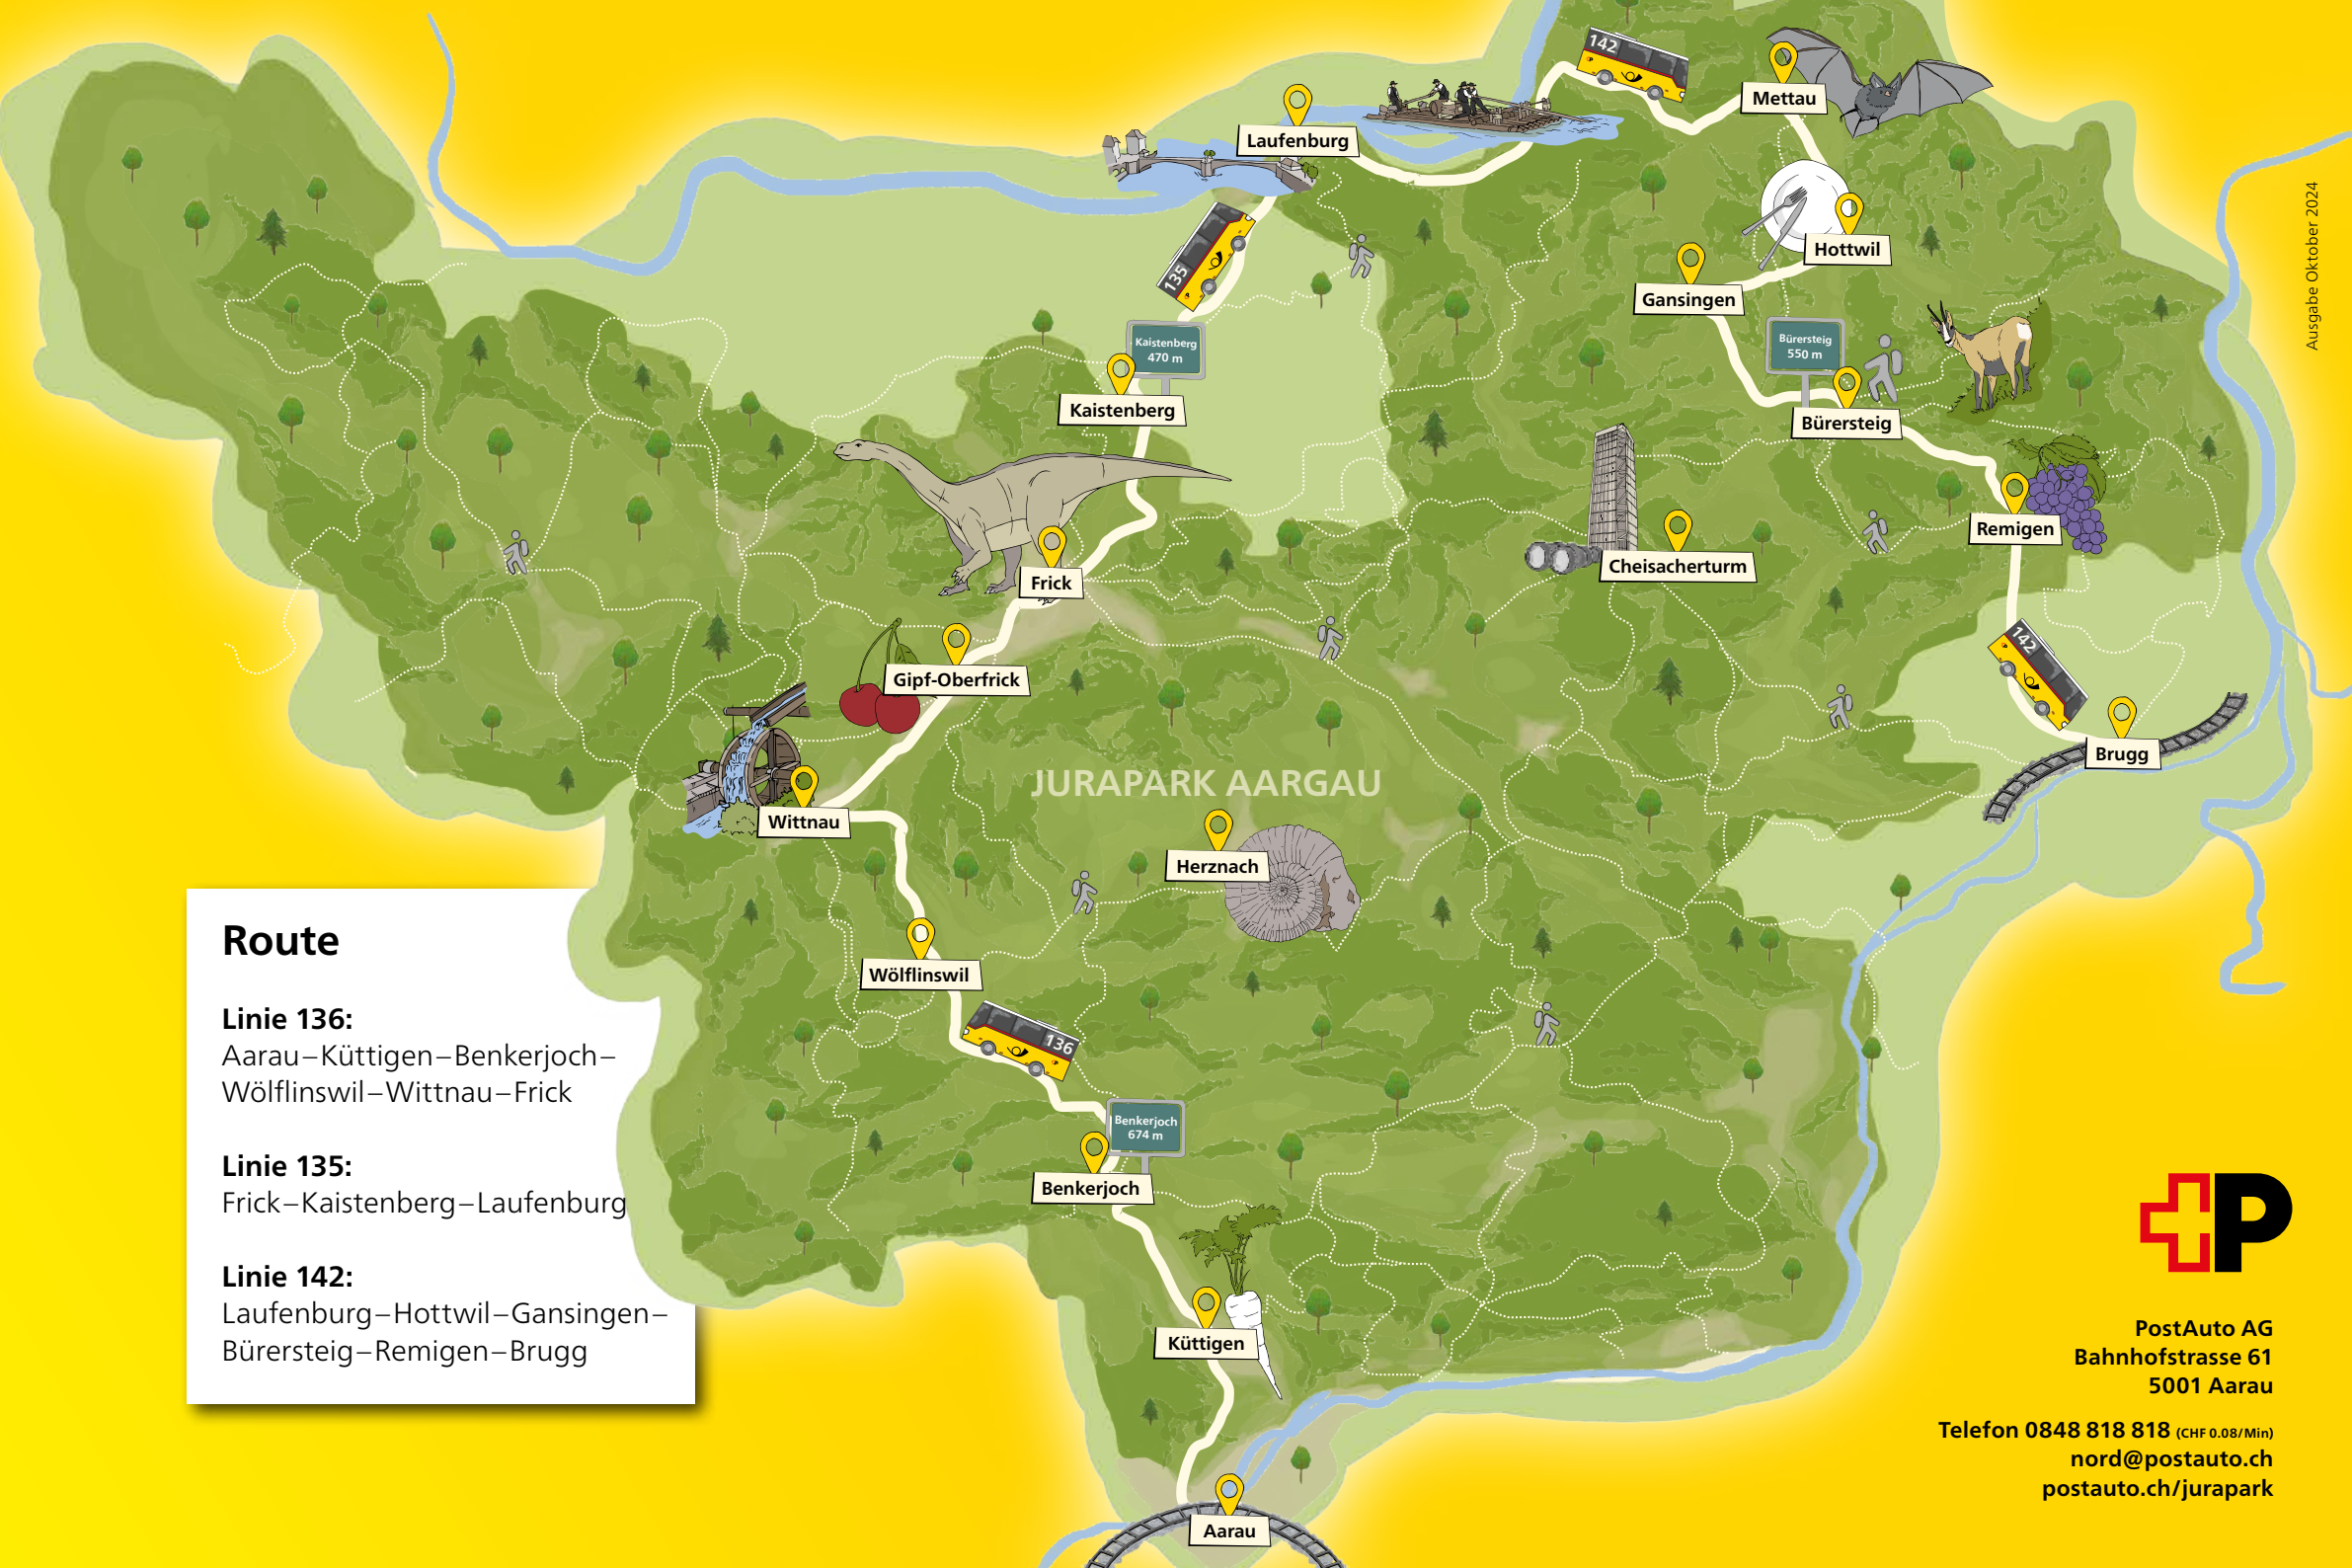 142
Mettau
Laufenburg
Hottwil
135
Gansingen
Kaistenberg
470 m
Bürersteig
550 m
Kaistenberg
Bürersteig
Remigen
Cheisacherturm
Frick
142
Gipf-Oberfrick
Brugg
JURAPARK AARGAU
Wittnau
Herznach
Wölflinswil
136
Benkerjoch
674 m
Benkerjoch
Küttigen
Aarau
Route
Linie 136:
Aarau–Küttigen–Benkerjoch–
Wölflinswil–Wittnau–Frick
Linie 135:
Frick–Kaistenberg–Laufenburg
Linie 142:
Laufenburg–Hottwil–Gansingen–
Bürersteig–Remigen–Brugg
Ausgabe Oktober 2024
P
PostAuto AG
Bahnhofstrasse 61
5001 Aarau
Telefon 0848 818 818 (CHF 0.08/Min)
nord@postauto.ch
postauto.ch/jurapark